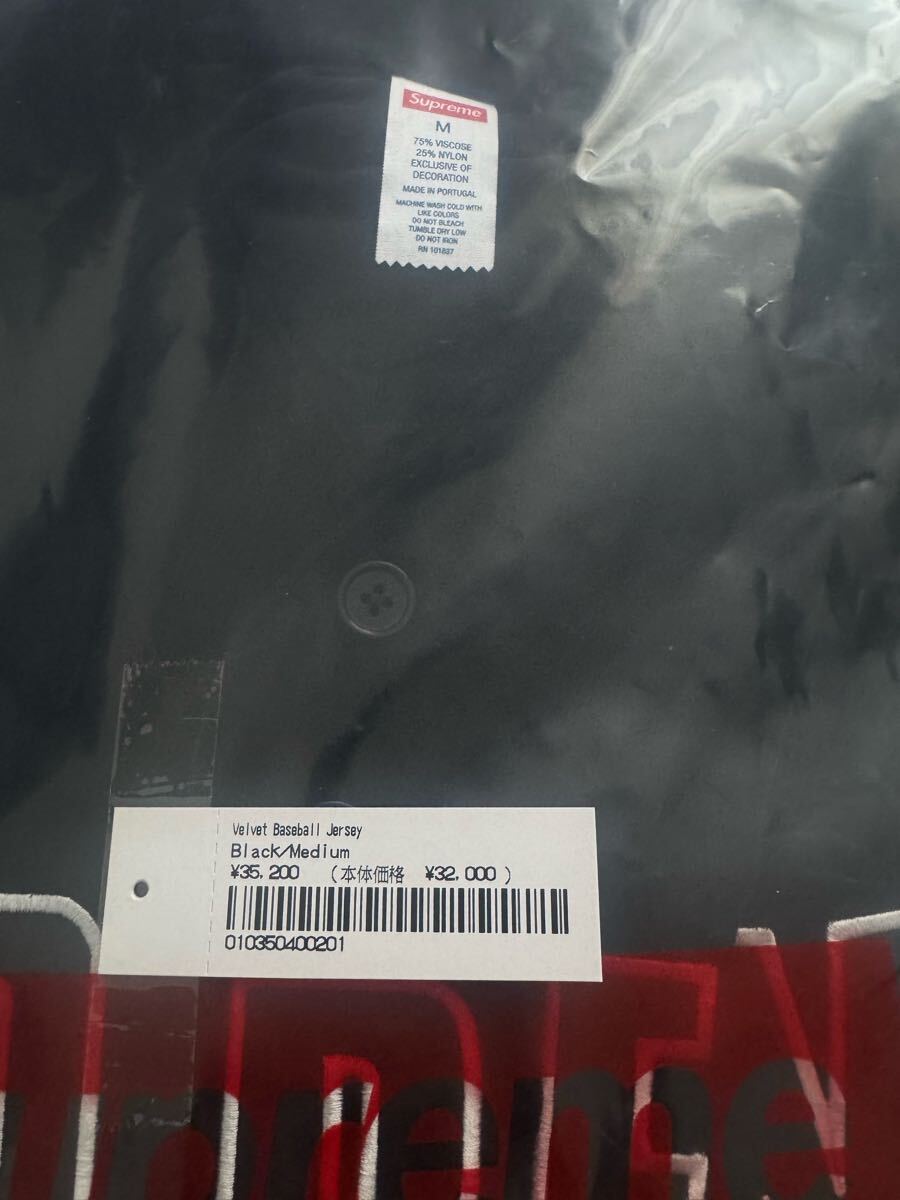 Supreme
M
75% VISCOSE
25% NYLON
EXCLUSIVE OF
DECORATION
MADE IN PORTUGAL
MACHINE WASH COLD WITH
LIKE COLORS
DO NOT BLEACH
TUMBLE DRY LOW
DO NOT IRON
RN 101837
Velvet Baseball Jersey
Black/Medium
¥35,200 (本体価格 ¥32,000 )
010350400201
upreme